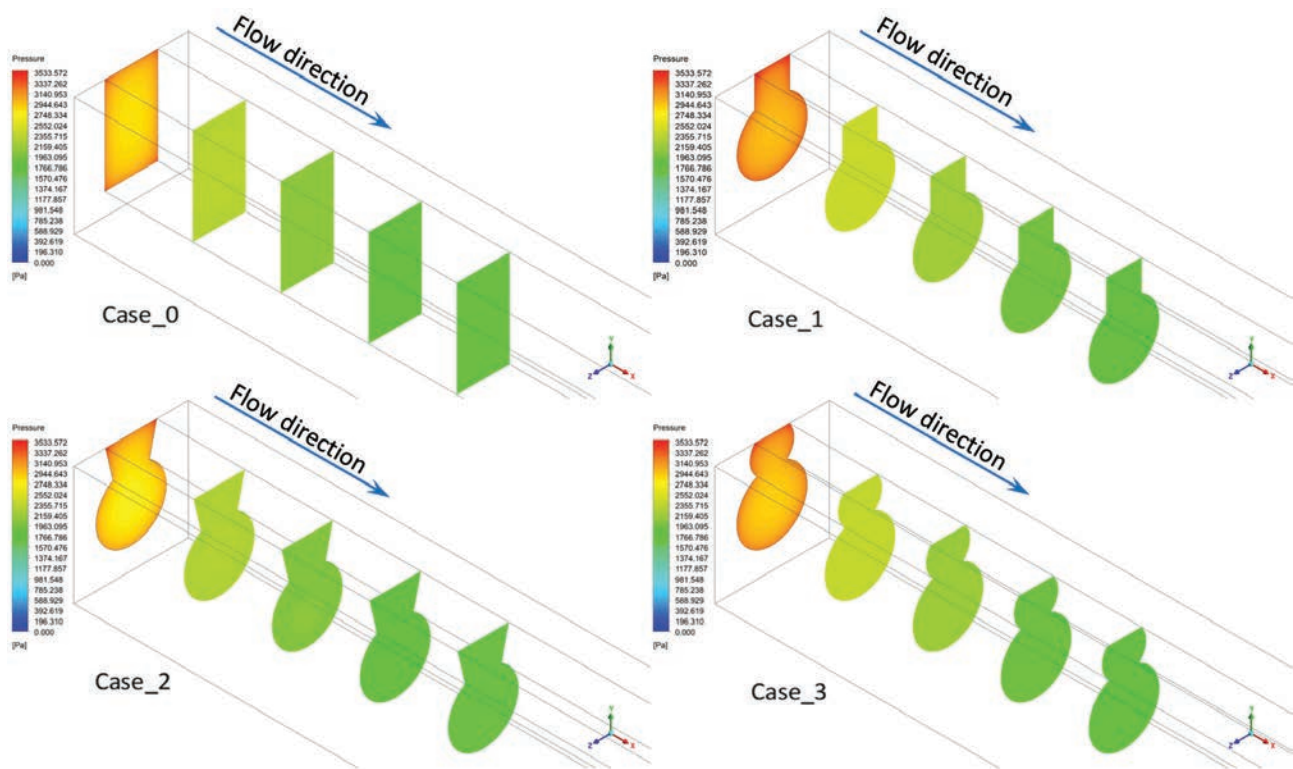 Flow direction
Pressure
3533.572
3337.262
3140.953
2944.643
2748.334
2552.024
2355.715
2159.405
1963.095
1766.786
1570.476
1374.167
1177.857
981.548
785.238
588.929
392.619
196.310
0.000
[Pa]
Case_0
Y
Z
X
Flow direction
Pressure
3533.572
3337.262
3140.953
2944.643
2748.334
2552.024
2355.715
2159.405
1963.095
1766.786
1570.476
1374.167
1177.857
981.548
785.238
588.929
392.619
196.310
0.000
[Pa]
Case_1
Y
Z
X
Flow direction
Pressure
3533.572
3337.262
3140.953
2944.643
2748.334
2552.024
2355.715
2159.405
1963.095
1766.786
1570.476
1374.167
1177.857
981.548
785.238
588.929
392.619
196.310
0.000
[Pa]
Case_2
Y
Z
X
Flow direction
Pressure
3533.572
3337.262
3140.953
2944.643
2748.334
2552.024
2355.715
2159.405
1963.095
1766.786
1570.476
1374.167
1177.857
981.548
785.238
588.929
392.619
196.310
0.000
[Pa]
Case_3
Y
Z
X